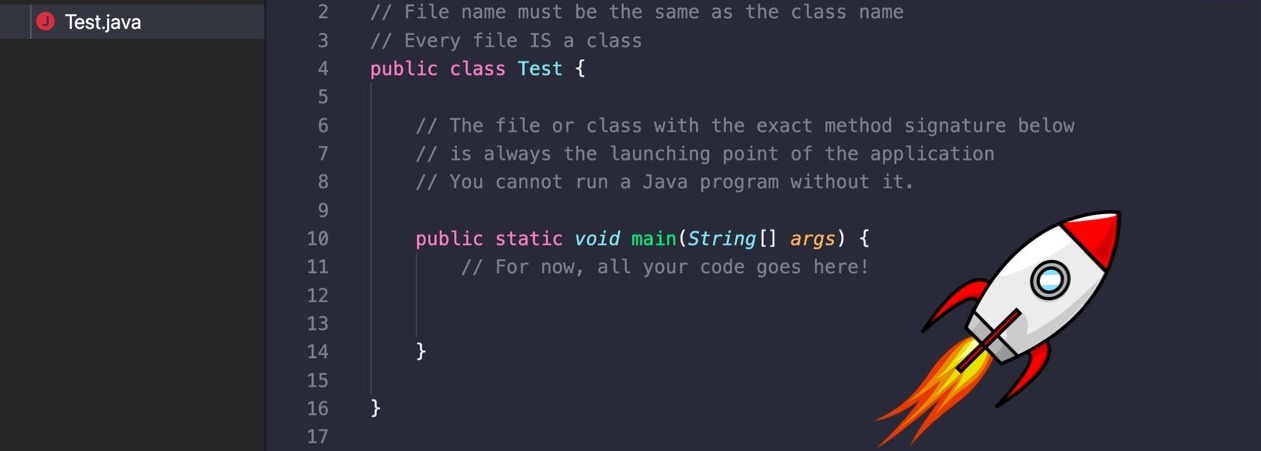 Test.java
2 // File name must be the same as the class name
3 // Every file IS a class
4 public class Test {
5
6 // The file or class with the exact method signature below
7 // is always the launching point of the application
8 // You cannot run a Java program without it.
9
10 public static void main(String[] args) {
11 // For now, all your code goes here!
12
13
14 }
15
16 }
17